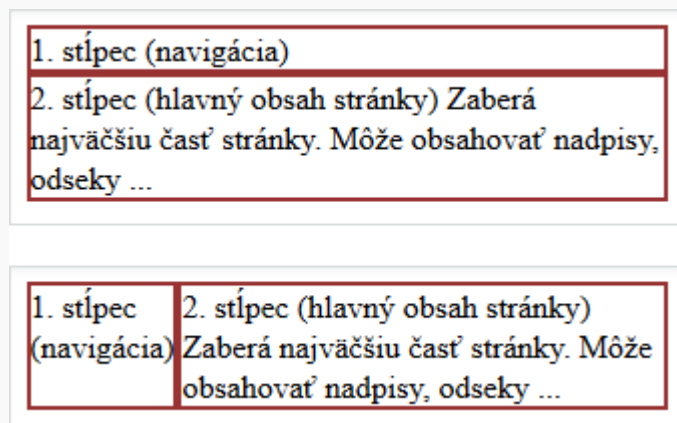 1. stĺpec (navigácia)
2. stĺpec (hlavný obsah stránky) Zaberá
najväčšiu časť stránky. Môže obsahovať nadpisy,
odseky ...
1. stĺpec
(navigácia)
2. stĺpec (hlavný obsah stránky)
Zaberá najväčšiu časť stránky. Môže
obsahovať nadpisy, odseky ...